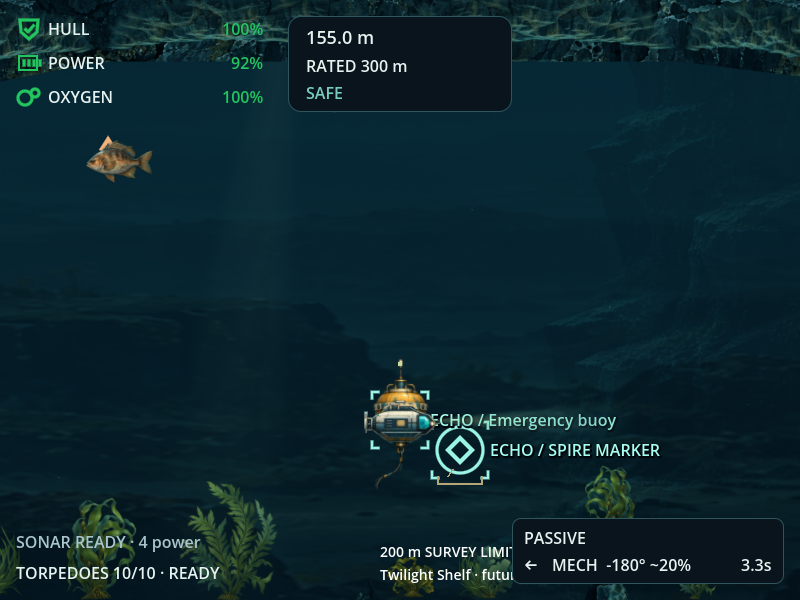 HULL 100%
POWER 92%
OXYGEN 100%
155.0 m
RATED 300 m
SAFE
ECHO / Emergency buoy
ECHO / SPIRE MARKER
SONAR READY · 4 power
TORPEDOES 10/10 · READY
200 m SURVEY LIMIT
Twilight Shelf · futu
PASSIVE
← MECH -180° ~20% 3.3s